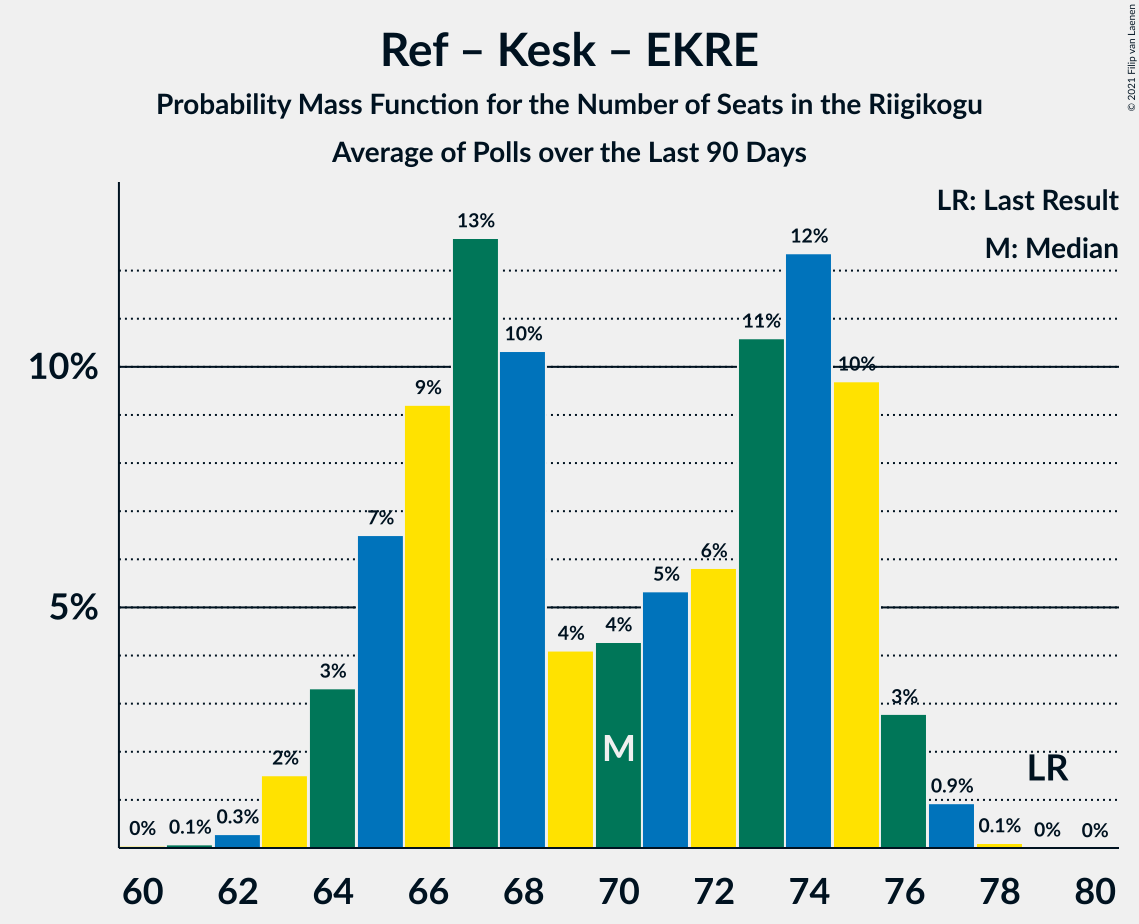 Ref – Kesk – EKRE
Probability Mass Function for the Number of Seats in the Riigikogu
Average of Polls over the Last 90 Days
© 2021 Filip van Laenen
LR: Last Result
M: Median
10%
5%
0%
0.1%
0.3%
2%
3%
7%
9%
13%
10%
4%
4%
5%
6%
11%
12%
10%
3%
0.9%
0.1%
0%
0%
M
LR
60 62 64 66 68 70 72 74 76 78 80